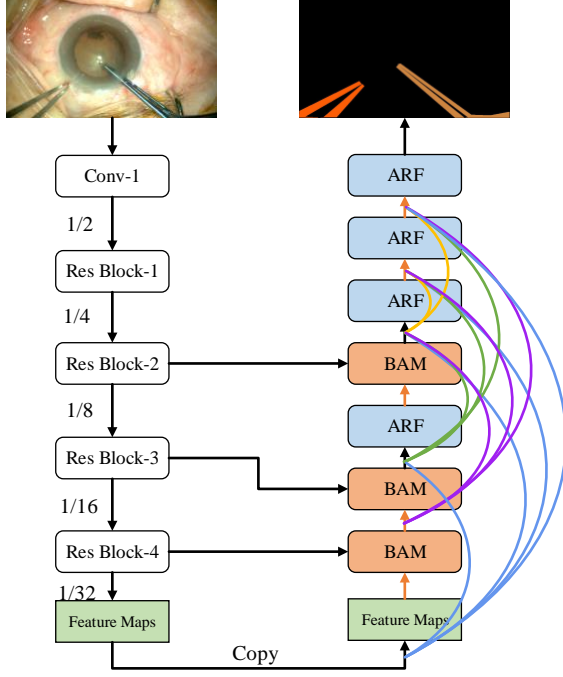 Conv-1
1/2
Res Block-1
1/4
Res Block-2
1/8
Res Block-3
1/16
Res Block-4
1/32
Feature Maps
Copy
ARF
ARF
ARF
BAM
ARF
BAM
BAM
Feature Maps